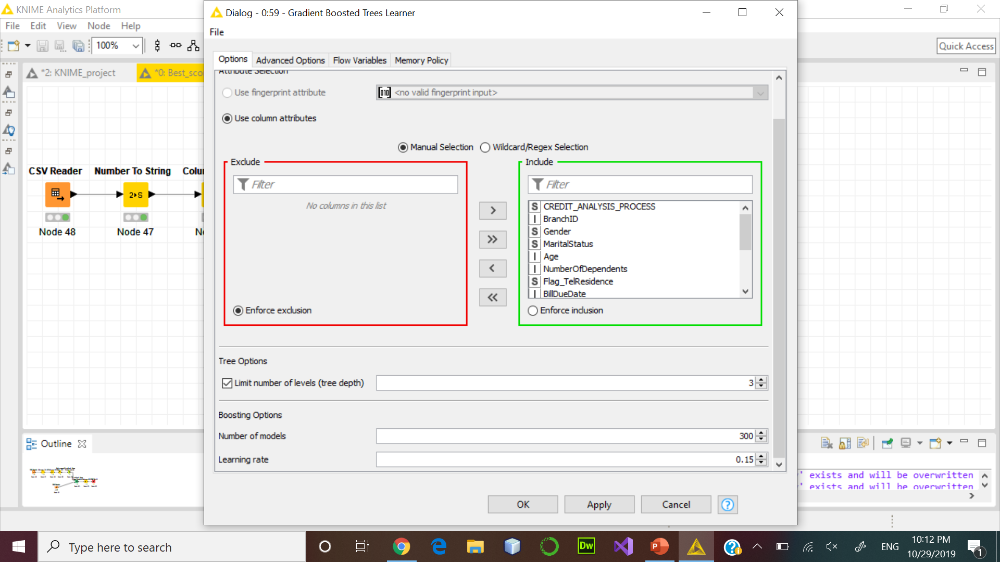 KNIME Analytics Platform
File Edit View Node Help
100%
Quick Access
*2: KNIME_project
*0: Best_sco
CSV Reader
Number To String
Colu
2▸S
Node 48
Node 47
N
Outline
Dialog - 0:59 - Gradient Boosted Trees Learner
File
Options Advanced Options Flow Variables Memory Policy
Attribute Selection
Use fingerprint attribute
<no valid fingerprint input>
Use column attributes
Manual Selection Wildcard/Regex Selection
Exclude
Filter
No columns in this list
Enforce exclusion
Include
Filter
S CREDIT_ANALYSIS_PROCESS
I BranchID
S Gender
S MaritalStatus
I Age
I NumberOfDependents
S Flag_TelResidence
I BillDueDate
Enforce inclusion
Tree Options
Limit number of levels (tree depth) 3
Boosting Options
Number of models 300
Learning rate 0.15
OK Apply Cancel
' exists and will be overwritten
' exists and will be overwritten
Type here to search
Dw
ENG
10:12 PM
10/29/2019
1